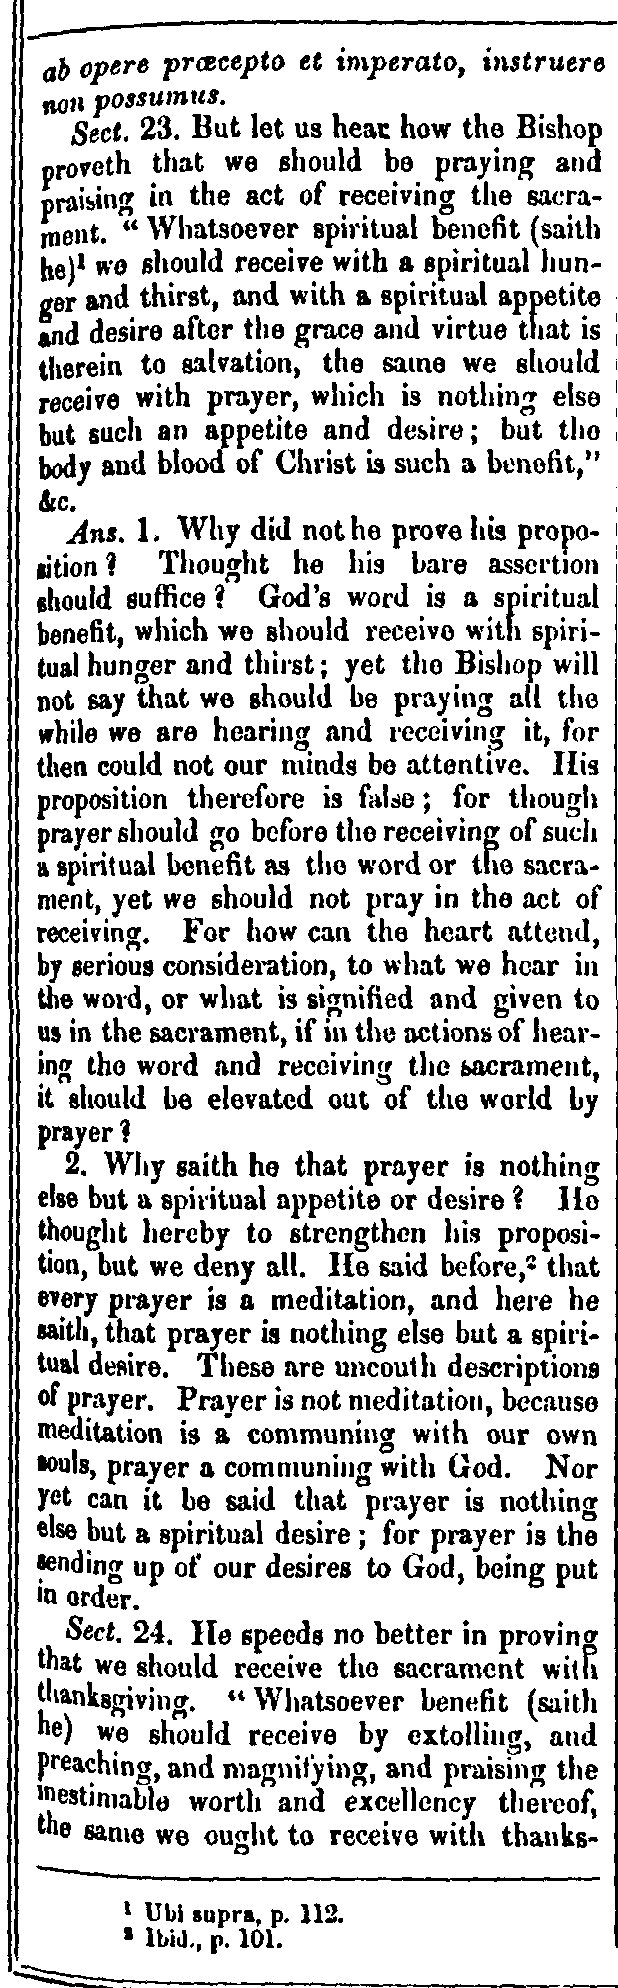 ab opere præcepto et imperato, instruere
non possumus.
Sect. 23. But let us hear how the Bishop
proveth that we should be praying and
praising in the act of receiving the sacra-
ment. “ Whatsoever spiritual benefit (saith
he)¹ we should receive with a spiritual hun-
ger and thirst, and with a spiritual appetite
and desire after the grace and virtue that is
therein to salvation, the same we should
receive with prayer, which is nothing else
but such an appetite and desire ; but the
body and blood of Christ is such a benefit,”
&c.
Ans. 1. Why did not he prove his propo-
sition ? Thought he his bare assertion
should suffice ? God's word is a spiritual
benefit, which we should receive with spiri-
tual hunger and thirst ; yet the Bishop will
not say that we should be praying all the
while we are hearing and receiving it, for
then could not our minds be attentive. His
proposition therefore is false ; for though
prayer should go before the receiving of such
a spiritual benefit as the word or the sacra-
ment, yet we should not pray in the act of
receiving. For how can the heart attend,
by serious consideration, to what we hear in
the word, or what is signified and given to
us in the sacrament, if in the actions of hear-
ing the word and receiving the sacrament,
it should be elevated out of the world by
prayer ?
2. Why saith he that prayer is nothing
else but a spiritual appetite or desire ? He
thought hereby to strengthen his proposi-
tion, but we deny all. He said before,² that
every prayer is a meditation, and here he
saith, that prayer is nothing else but a spiri-
tual desire. These are uncouth descriptions
of prayer. Prayer is not meditation, because
meditation is a communing with our own
souls, prayer a communing with God. Nor
yet can it be said that prayer is nothing
else but a spiritual desire ; for prayer is the
sending up of our desires to God, being put
in order.
Sect. 24. He speeds no better in proving
that we should receive the sacrament with
thanksgiving. “ Whatsoever benefit (saith
he) we should receive by extolling, and
preaching, and magnifying, and praising the
inestimable worth and excellency thereof,
the same we ought to receive with thanks-
¹ Ubi supra, p. 112.
² Ibid., p. 101.